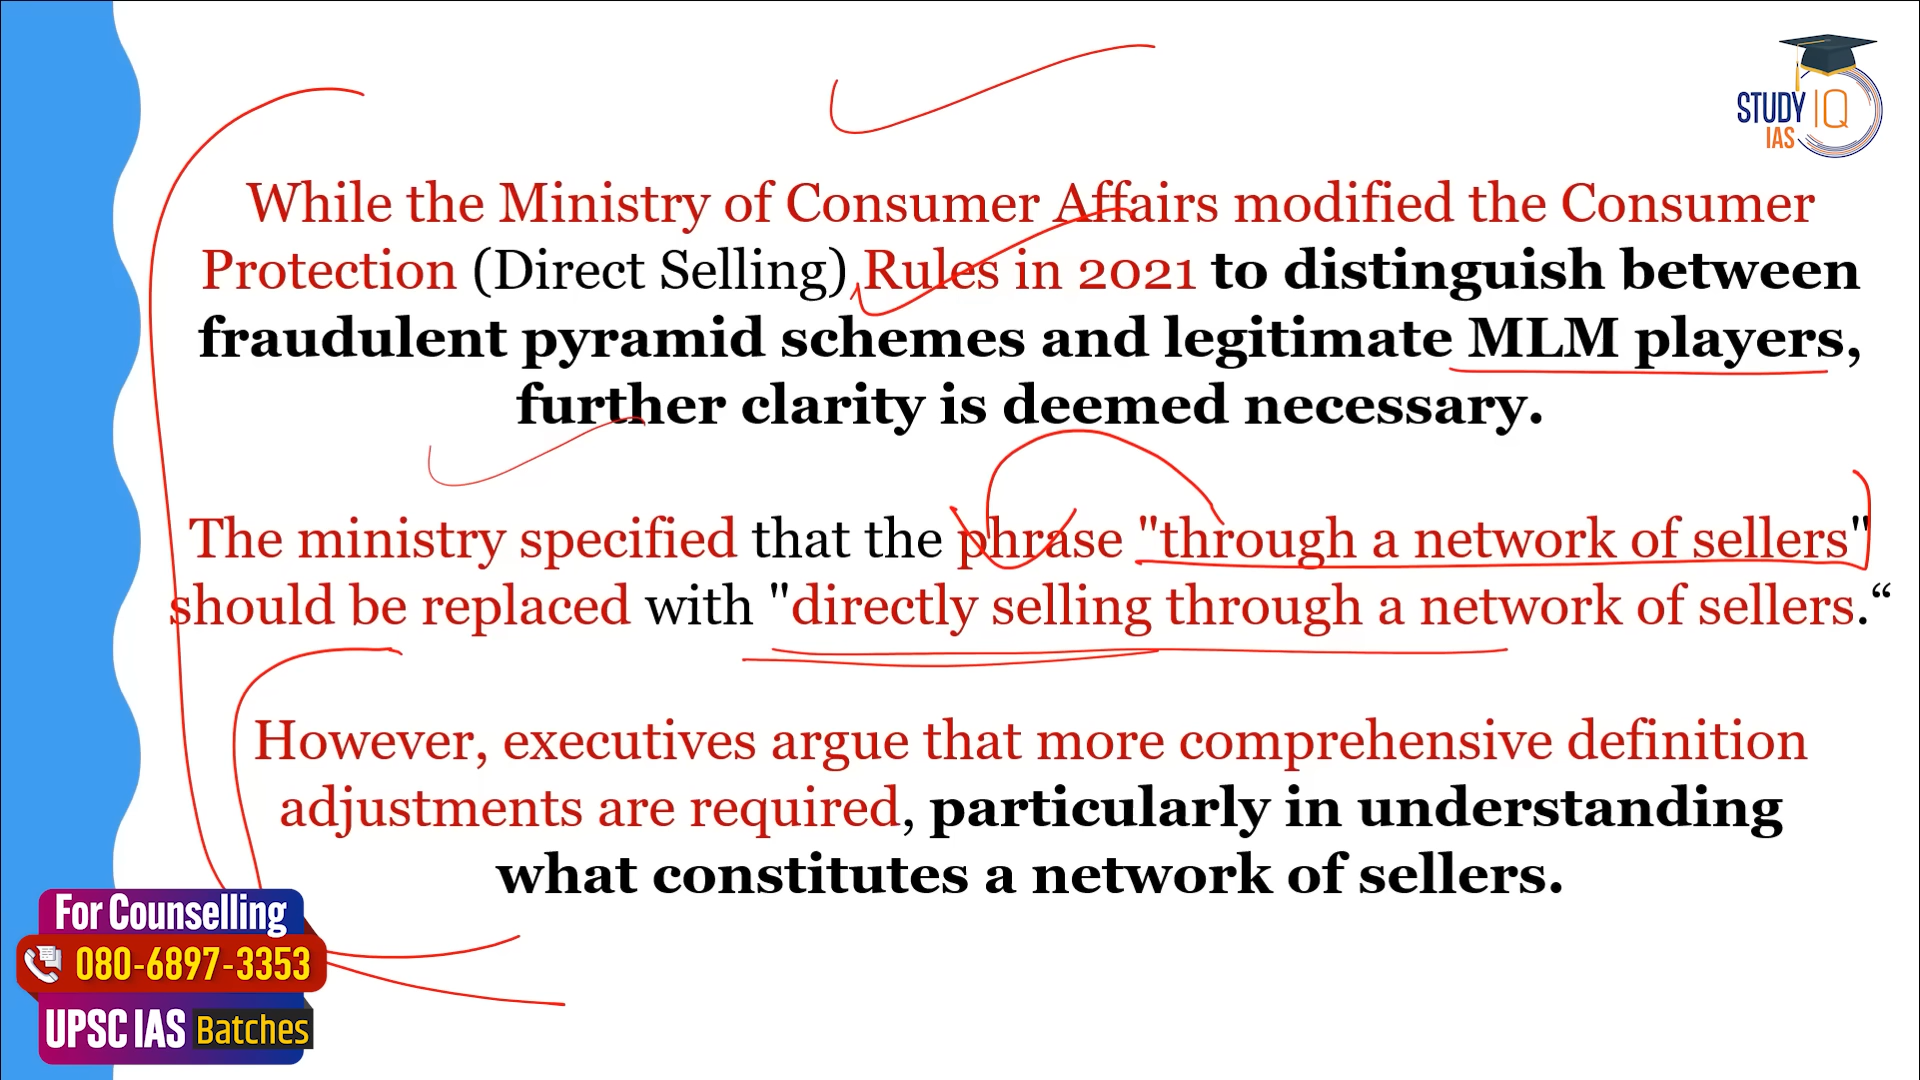 STUDY IQ
IAS
While the Ministry of Consumer Affairs modified the Consumer
Protection (Direct Selling) Rules in 2021 to distinguish between
fraudulent pyramid schemes and legitimate MLM players,
further clarity is deemed necessary.
The ministry specified that the phrase "through a network of sellers"
should be replaced with "directly selling through a network of sellers.“
However, executives argue that more comprehensive definition
adjustments are required, particularly in understanding
what constitutes a network of sellers.
For Counselling
080-6897-3353
UPSC IAS Batches